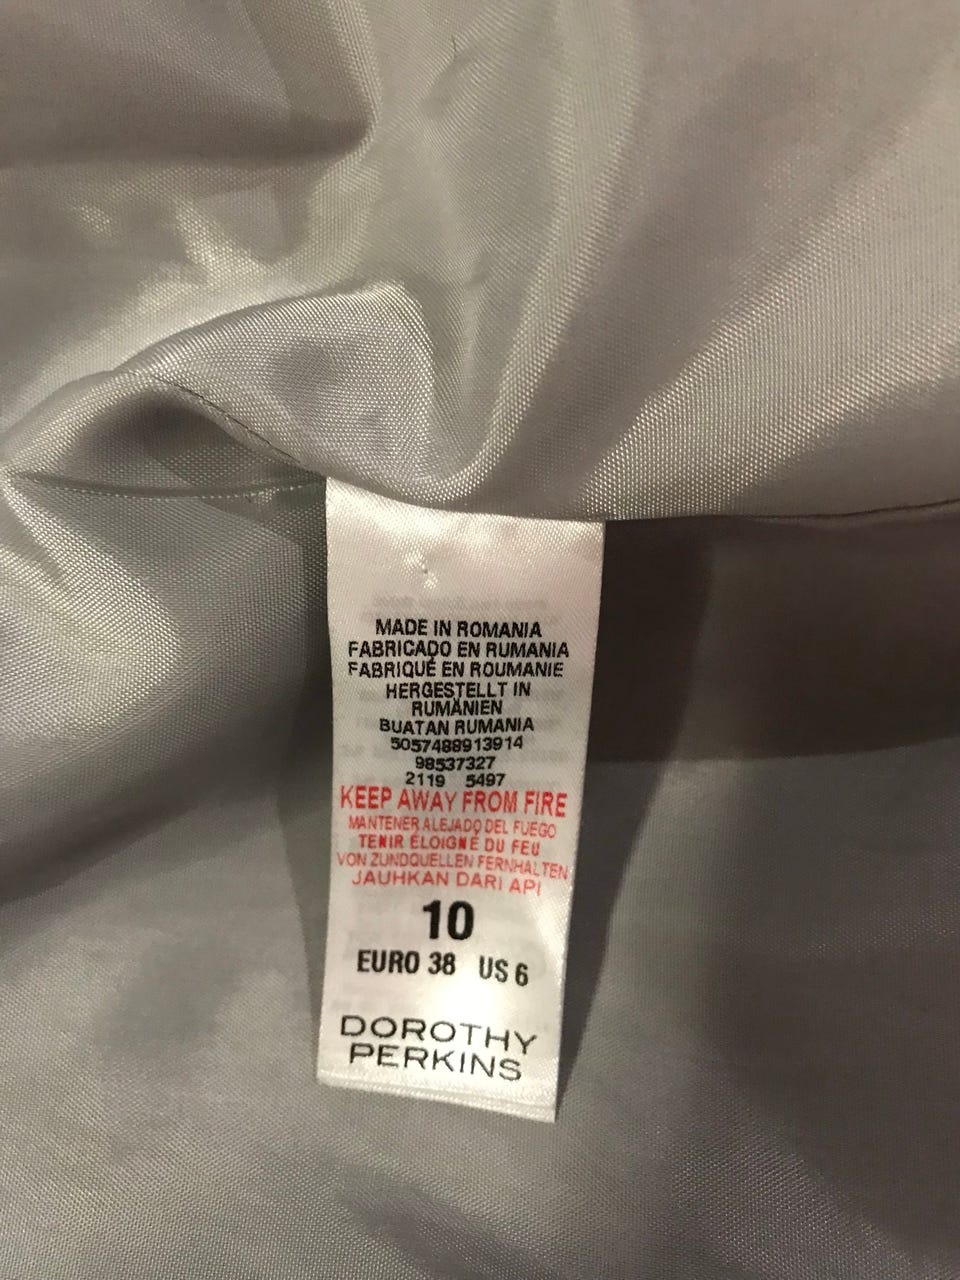 MADE IN ROMANIA
FABRICADO EN RUMANIA
FABRIQUÉ EN ROUMANIE
HERGESTELLT IN
RUMÄNIEN
BUATAN RUMANIA
5057488913914
98537327
2119 5497
KEEP AWAY FROM FIRE
MANTENER ALEJADO DEL FUEGO
TENIR ÉLOIGNÉ DU FEU
VON ZUNDQUELLEN FERNHALTEN
JAUHKAN DARI API
10
EURO 38 US 6
DOROTHY
PERKINS